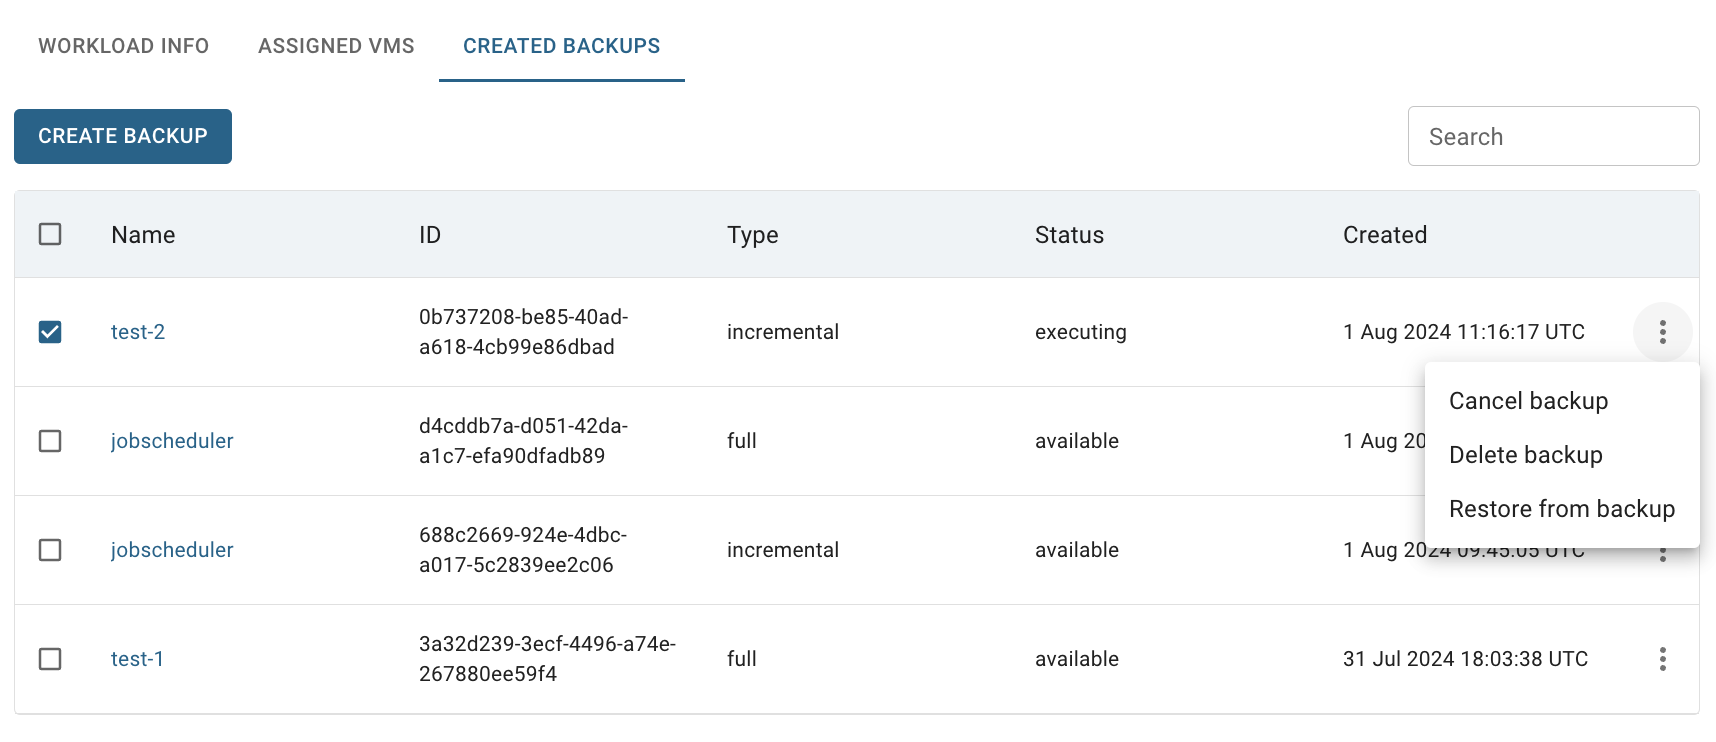 WORKLOAD INFO ASSIGNED VMS CREATED BACKUPS
CREATE BACKUP Search
Name ID Type Status Created
test-2 0b737208-be85-40ad-
a618-4cb99e86dbad incremental executing 1 Aug 2024 11:16:17 UTC
Cancel backup
jobscheduler d4cddb7a-d051-42da-
a1c7-efa90dfadb89 full available 1 Aug 20
Delete backup
Restore from backup
jobscheduler 688c2669-924e-4dbc-
a017-5c2839ee2c06 incremental available 1 Aug 2024 09:45:05 UTC
test-1 3a32d239-3ecf-4496-a74e-
267880ee59f4 full available 31 Jul 2024 18:03:38 UTC